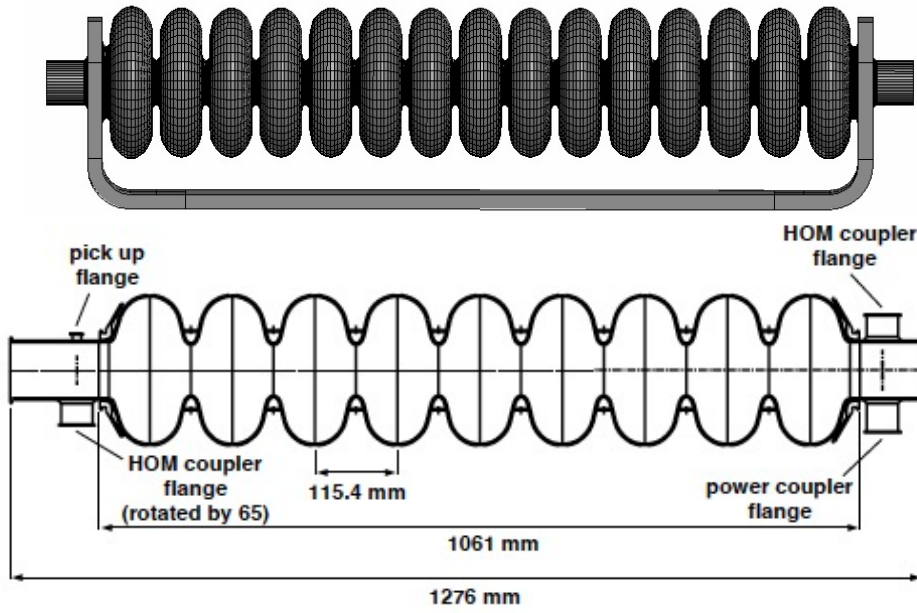 HOM coupler
flange
pick up
flange
HOM coupler
flange
(rotated by 65)
115.4 mm
power coupler
flange
1061 mm
1276 mm